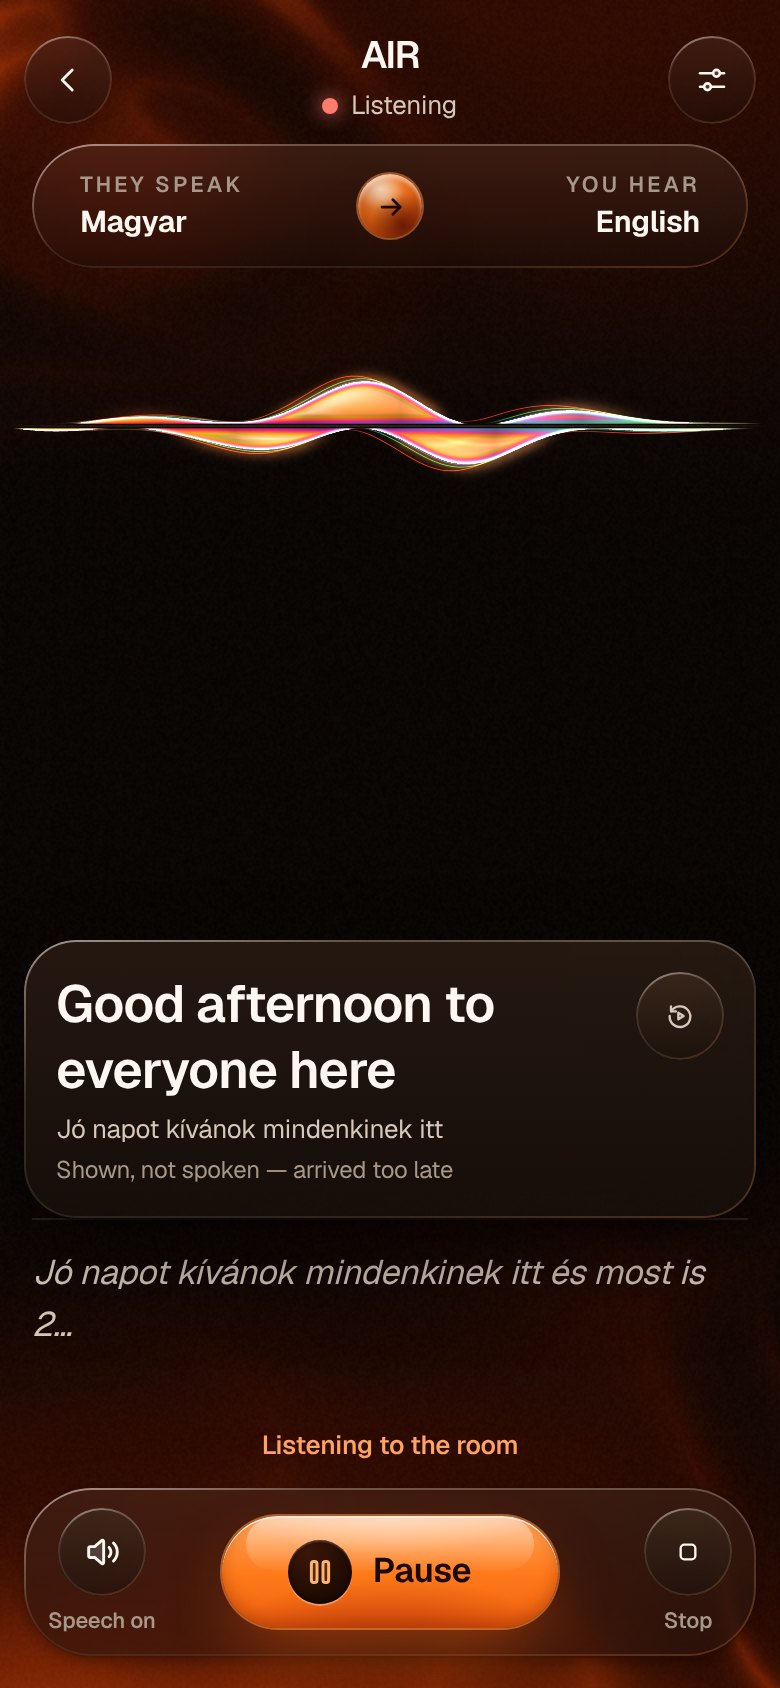 AIR
Listening
THEY SPEAK
Magyar
YOU HEAR
English
Good afternoon to
everyone here
Jó napot kívánok mindenkinek itt
Shown, not spoken — arrived too late
Jó napot kívánok mindenkinek itt és most is
2...
Listening to the room
Speech on
Pause
Stop